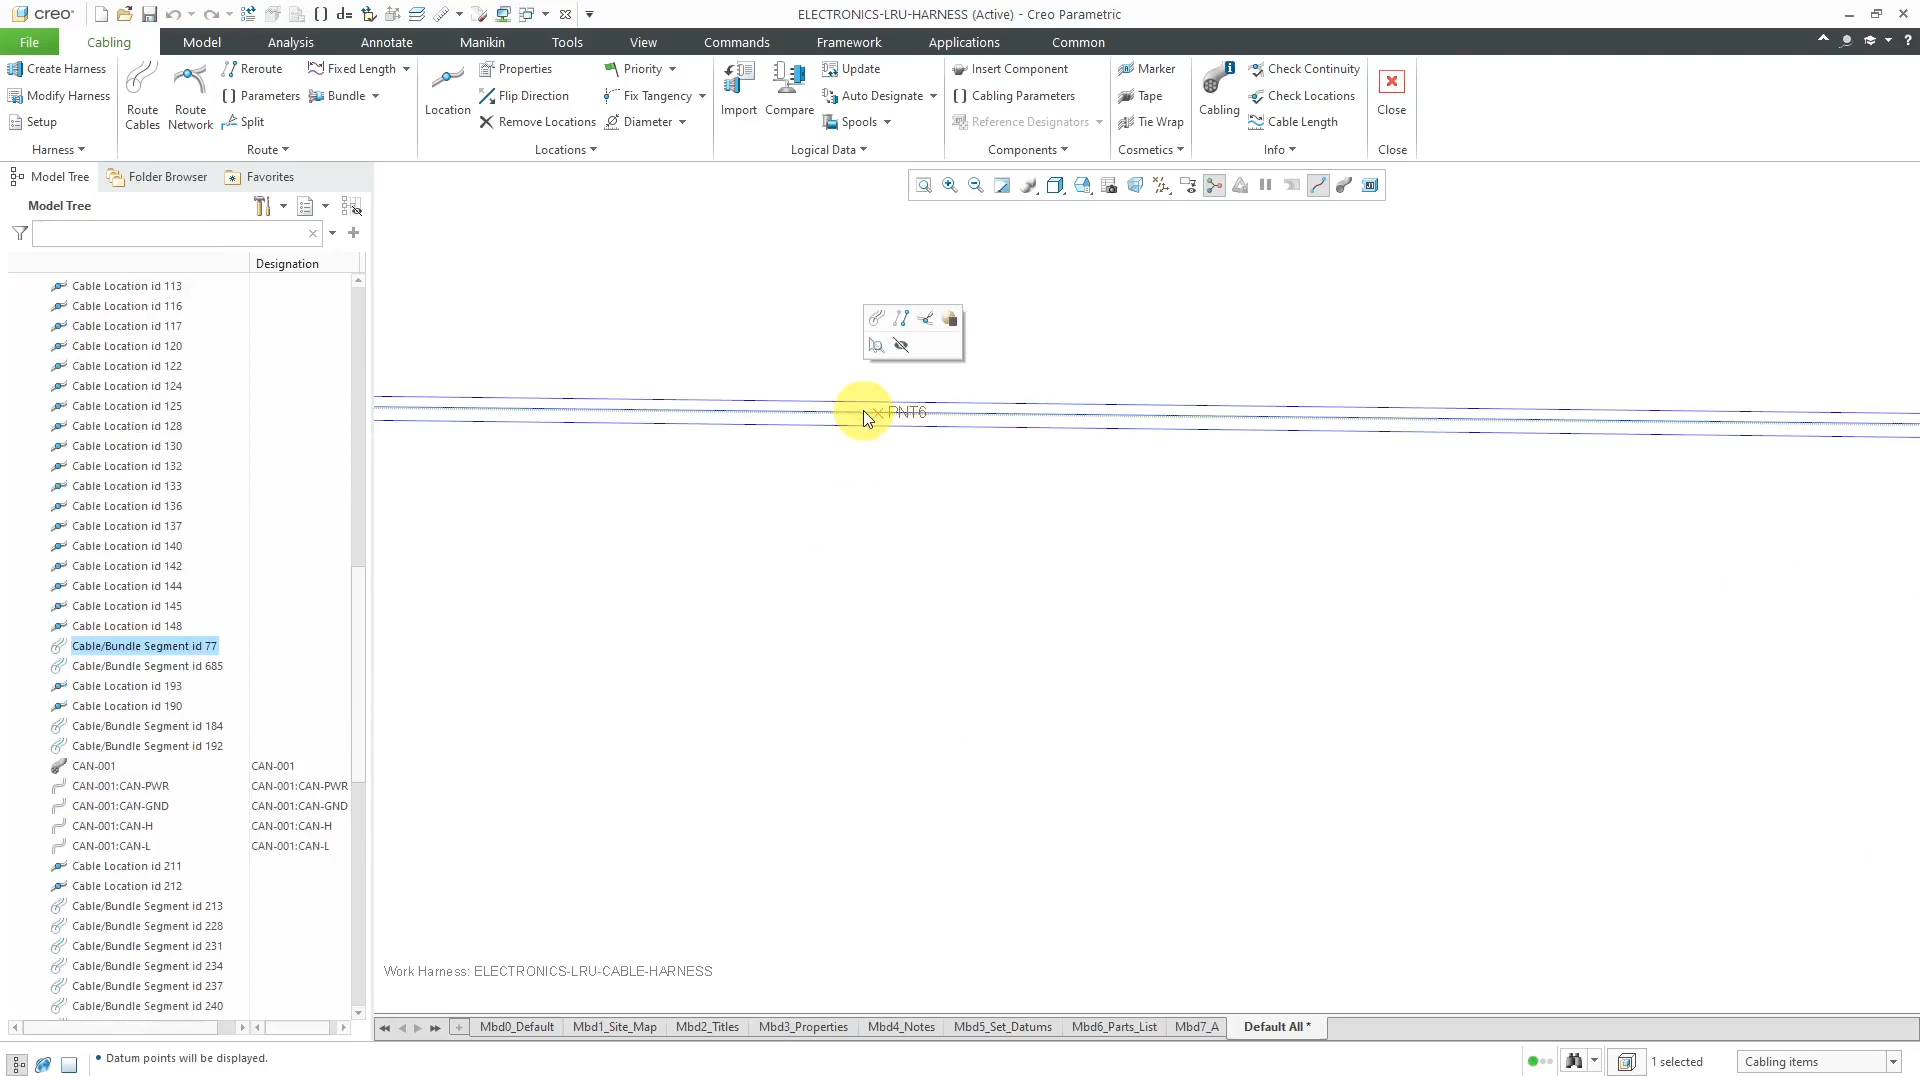 creo
ELECTRONICS-LRU-HARNESS (Active) - Creo Parametric
File Cabling Model Analysis Annotate Manikin Tools View Commands Framework Applications Common
Create Harness
Modify Harness
Setup
Harness
Route Cables
Route Network
Reroute
Parameters
Split
Fixed Length
Bundle
Route
Location
Properties
Flip Direction
Remove Locations
Priority
Fix Tangency
Diameter
Locations
Import
Compare
Update
Auto Designate
Spools
Logical Data
Insert Component
Cabling Parameters
Reference Designators
Components
Marker
Tape
Tie Wrap
Cosmetics
Cabling
Check Continuity
Check Locations
Cable Length
Info
Close
Close
Model Tree Folder Browser Favorites
Model Tree
Designation
Cable Location id 113
Cable Location id 116
Cable Location id 117
Cable Location id 120
Cable Location id 122
Cable Location id 124
Cable Location id 125
Cable Location id 128
Cable Location id 130
Cable Location id 132
Cable Location id 133
Cable Location id 136
Cable Location id 137
Cable Location id 140
Cable Location id 142
Cable Location id 144
Cable Location id 145
Cable Location id 148
Cable/Bundle Segment id 77
Cable/Bundle Segment id 685
Cable Location id 193
Cable Location id 190
Cable/Bundle Segment id 184
Cable/Bundle Segment id 192
CAN-001 CAN-001
CAN-001:CAN-PWR CAN-001:CAN-PWR
CAN-001:CAN-GND CAN-001:CAN-GND
CAN-001:CAN-H CAN-001:CAN-H
CAN-001:CAN-L CAN-001:CAN-L
Cable Location id 211
Cable Location id 212
Cable/Bundle Segment id 213
Cable/Bundle Segment id 228
Cable/Bundle Segment id 231
Cable/Bundle Segment id 234
Cable/Bundle Segment id 237
Cable/Bundle Segment id 240
PNT6
Work Harness: ELECTRONICS-LRU-CABLE-HARNESS
Mbd0_Default Mbd1_Site_Map Mbd2_Titles Mbd3_Properties Mbd4_Notes Mbd5_Set_Datums Mbd6_Parts_List Mbd7_A Default All *
• Datum points will be displayed.
1 selected
Cabling items